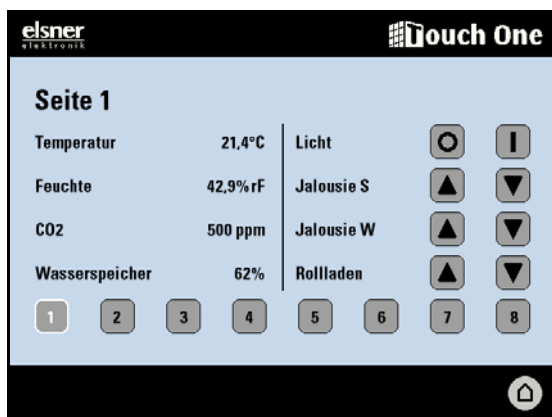 elsner
elektronik
Touch One
Seite 1
Temperatur 21,4°C
Feuchte 42,9%rF
CO2 500 ppm
Wasserspeicher 62%
Licht
Jalousie S
Jalousie W
Rollladen
1 2 3 4 5 6 7 8